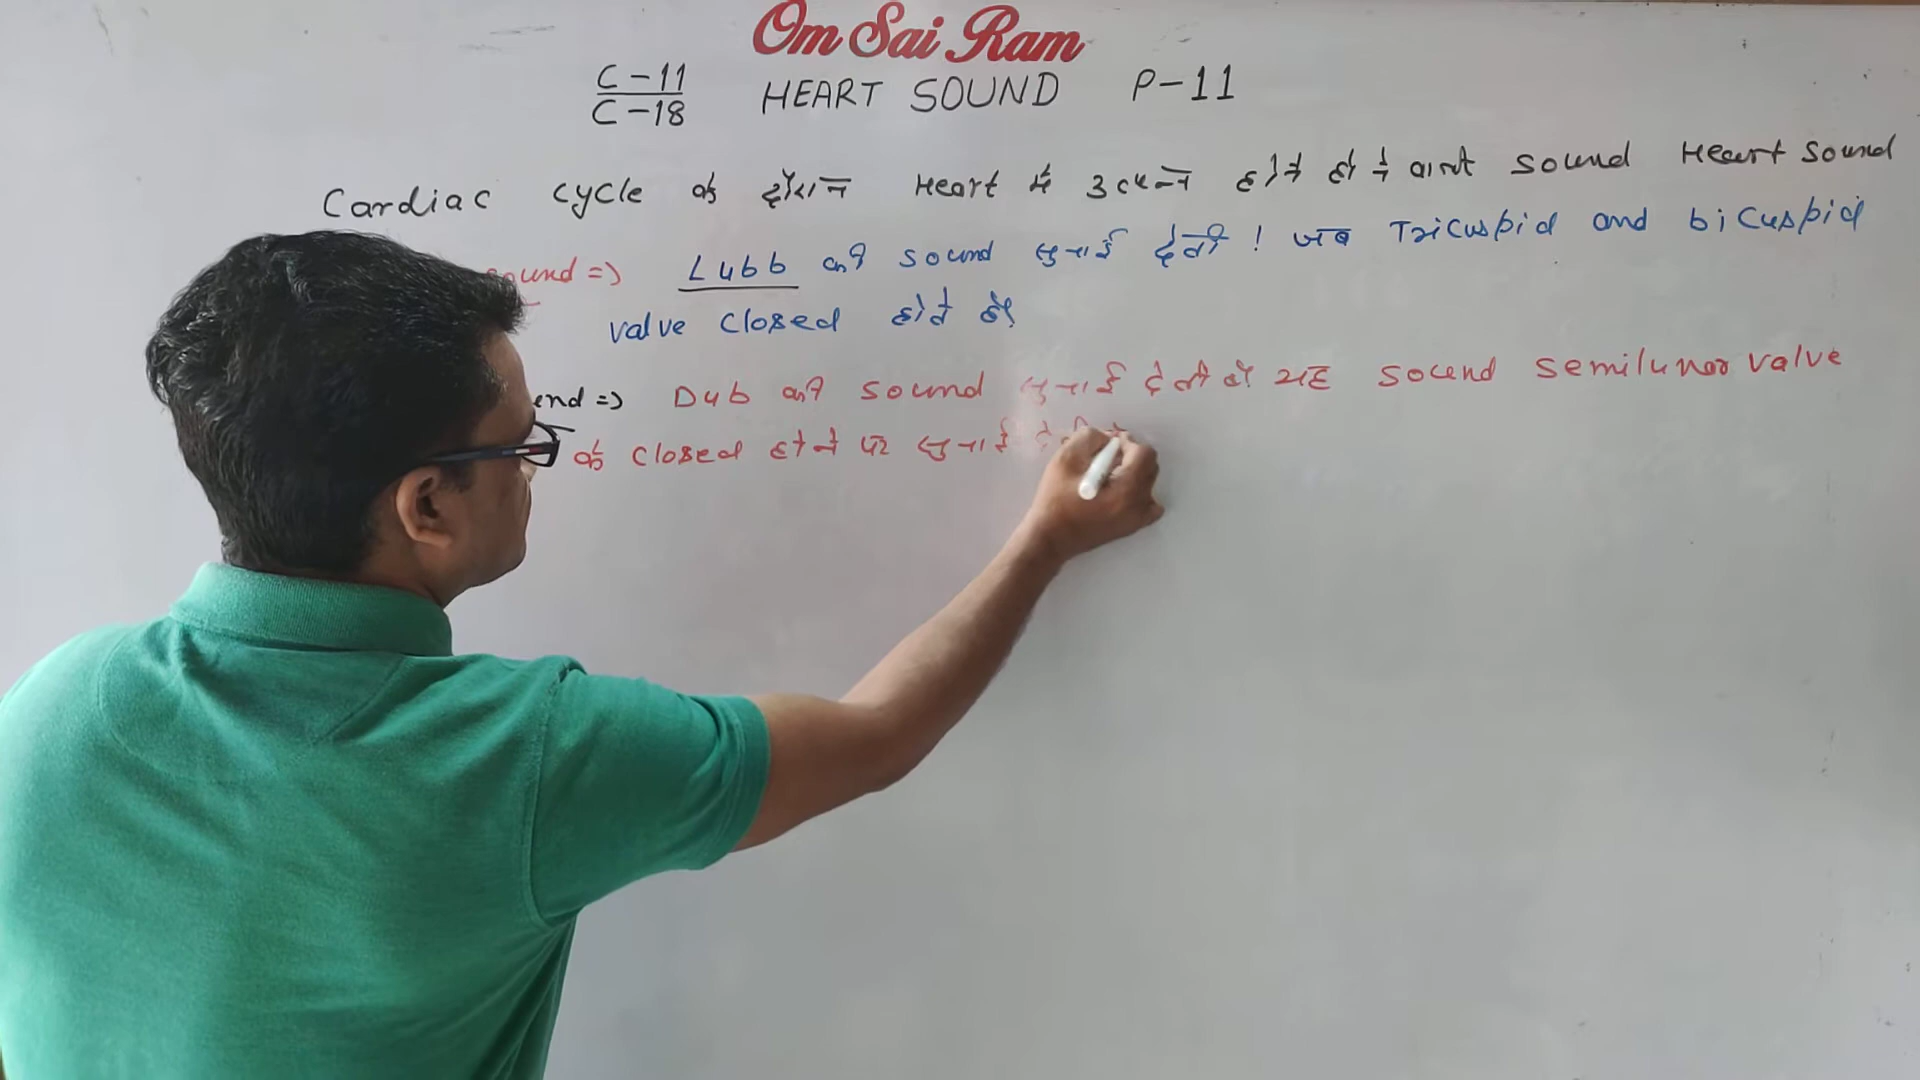 Om Sai Ram
C-11
C-18
HEART SOUND P-11
Cardiac cycle के दौरान Heart में उत्पन्न होने वाले sound Heart sound
sound => Lubb की sound सुनाई देती ! जब Tricuspid and bicuspid
valve closed होते है
Dub की sound सुनाई देती है यह sound semilunar valve
के closed होने पर सुनाई देती